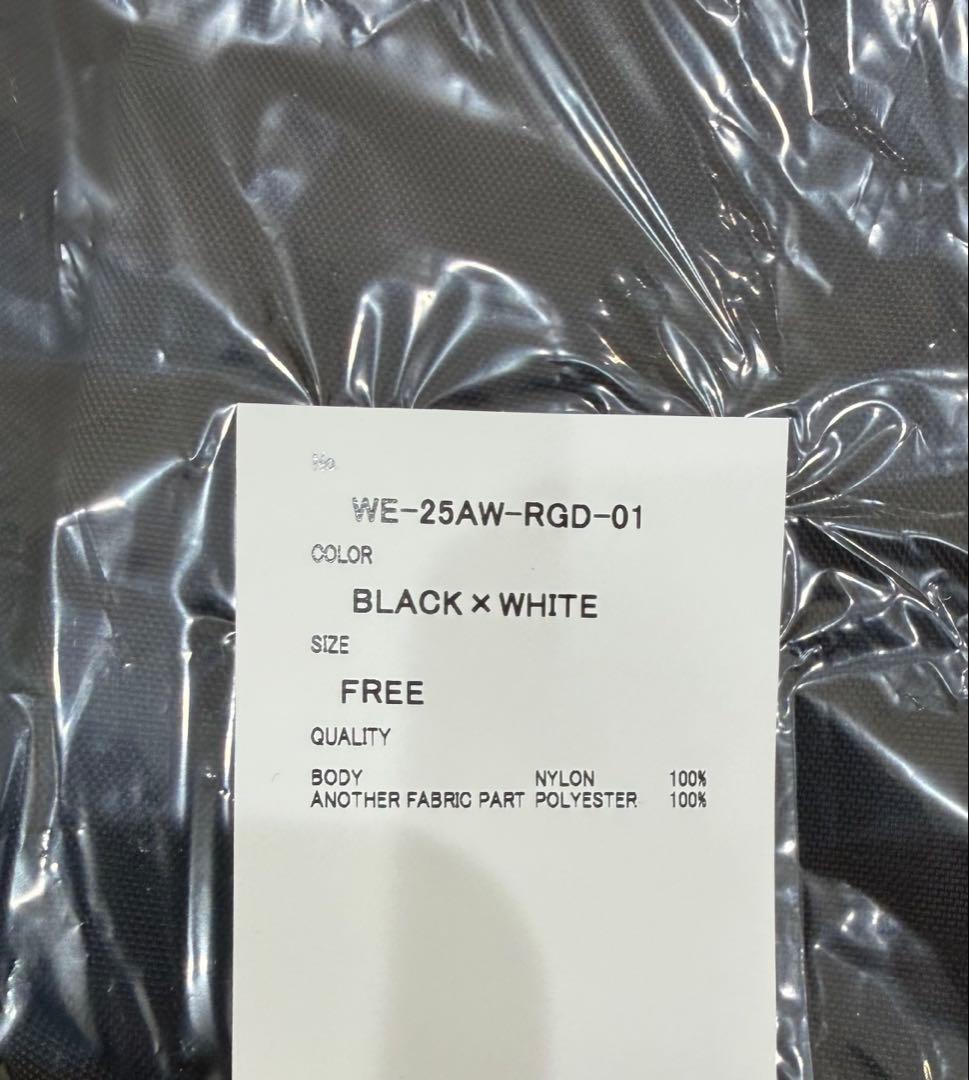 No.
WE-25AW-RGD-01
COLOR
BLACK×WHITE
SIZE
FREE
QUALITY
BODY NYLON 100%
ANOTHER FABRIC PART POLYESTER 100%